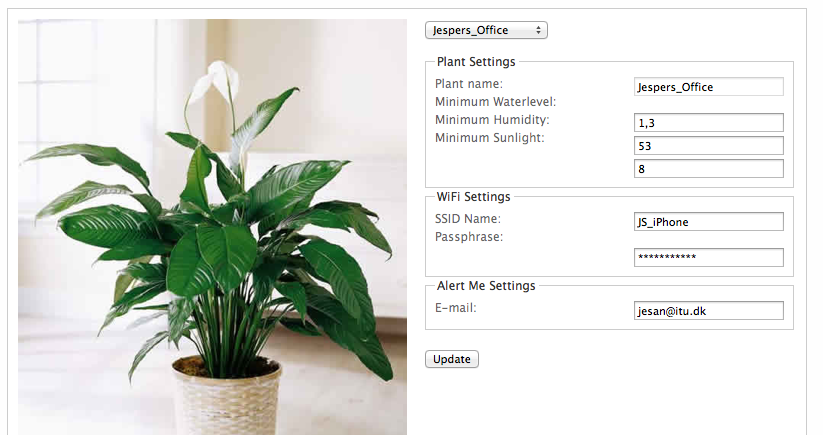 Jespers_Office
Plant Settings
Plant name:
Jespers_Office
Minimum Waterlevel:
Minimum Humidity:
1,3
Minimum Sunlight:
53
8
WiFi Settings
SSID Name:
JS_iPhone
Passphrase:
***********
Alert Me Settings
E-mail:
jesan@itu.dk
Update